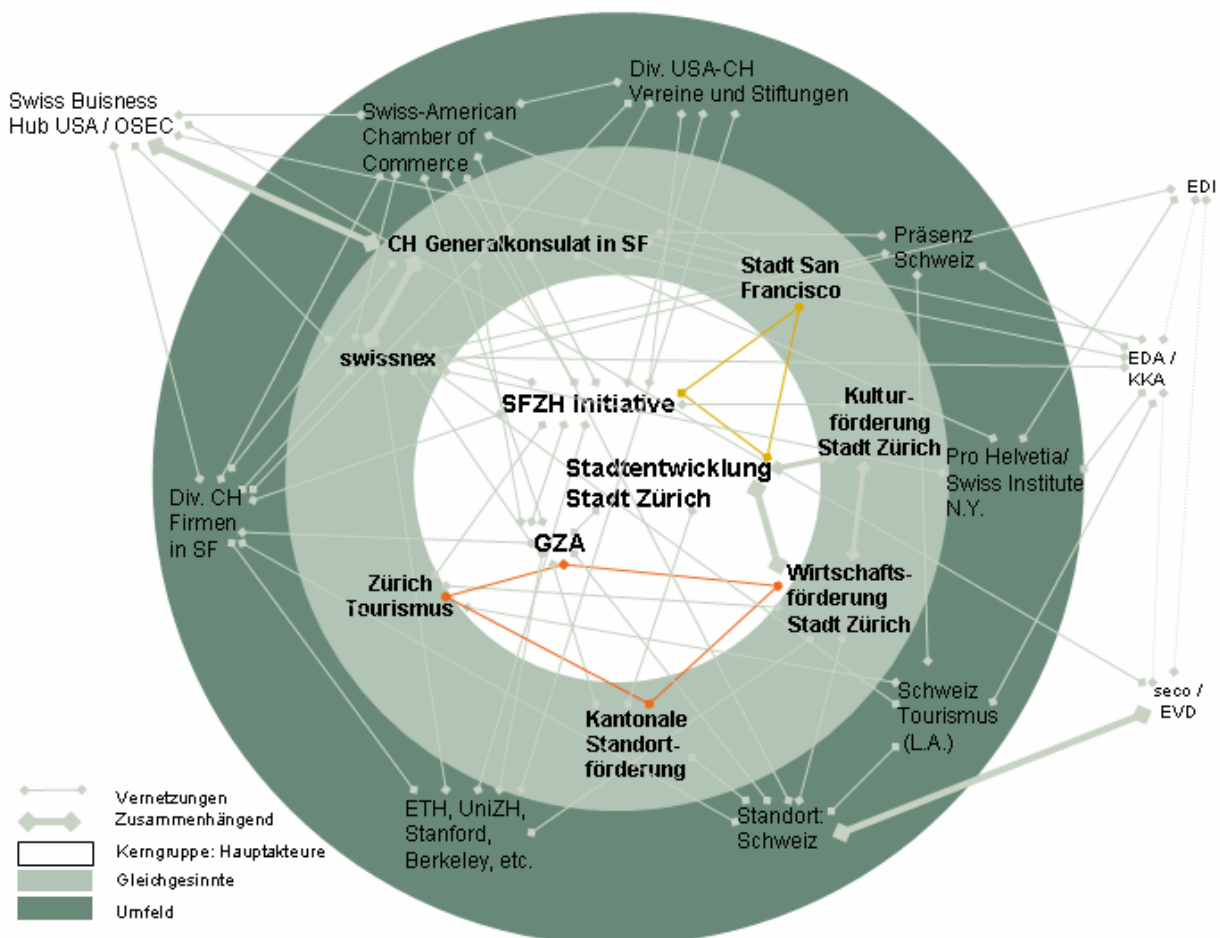 Div. USA-CH
Vereine und Stiftungen
Swiss Buisness
Hub USA / OSEC
Swiss-American
Chamber of
Commerce
EDI
CH Generalkonsulat in SF
Präsenz
Schweiz
Stadt San
Francisco
swissnex
EDA /
KKA
SFZH Initiative
Kultur-
förderung
Stadt Zürich
Stadtentwicklung
Stadt Zürich
Pro Helvetia/
Swiss Institute
N.Y.
Div. CH
Firmen
in SF
GZA
Zürich
Tourismus
Wirtschafts-
förderung
Stadt Zürich
Schweiz
Tourismus
(L.A.)
seco /
EVD
Kantonale
Standort-
förderung
ETH, UniZH,
Stanford,
Berkeley, etc.
Standort:
Schweiz
Vernetzungen
Zusammenhängend
Kerngruppe: Hauptakteure
Gleichgesinnte
Umfeld